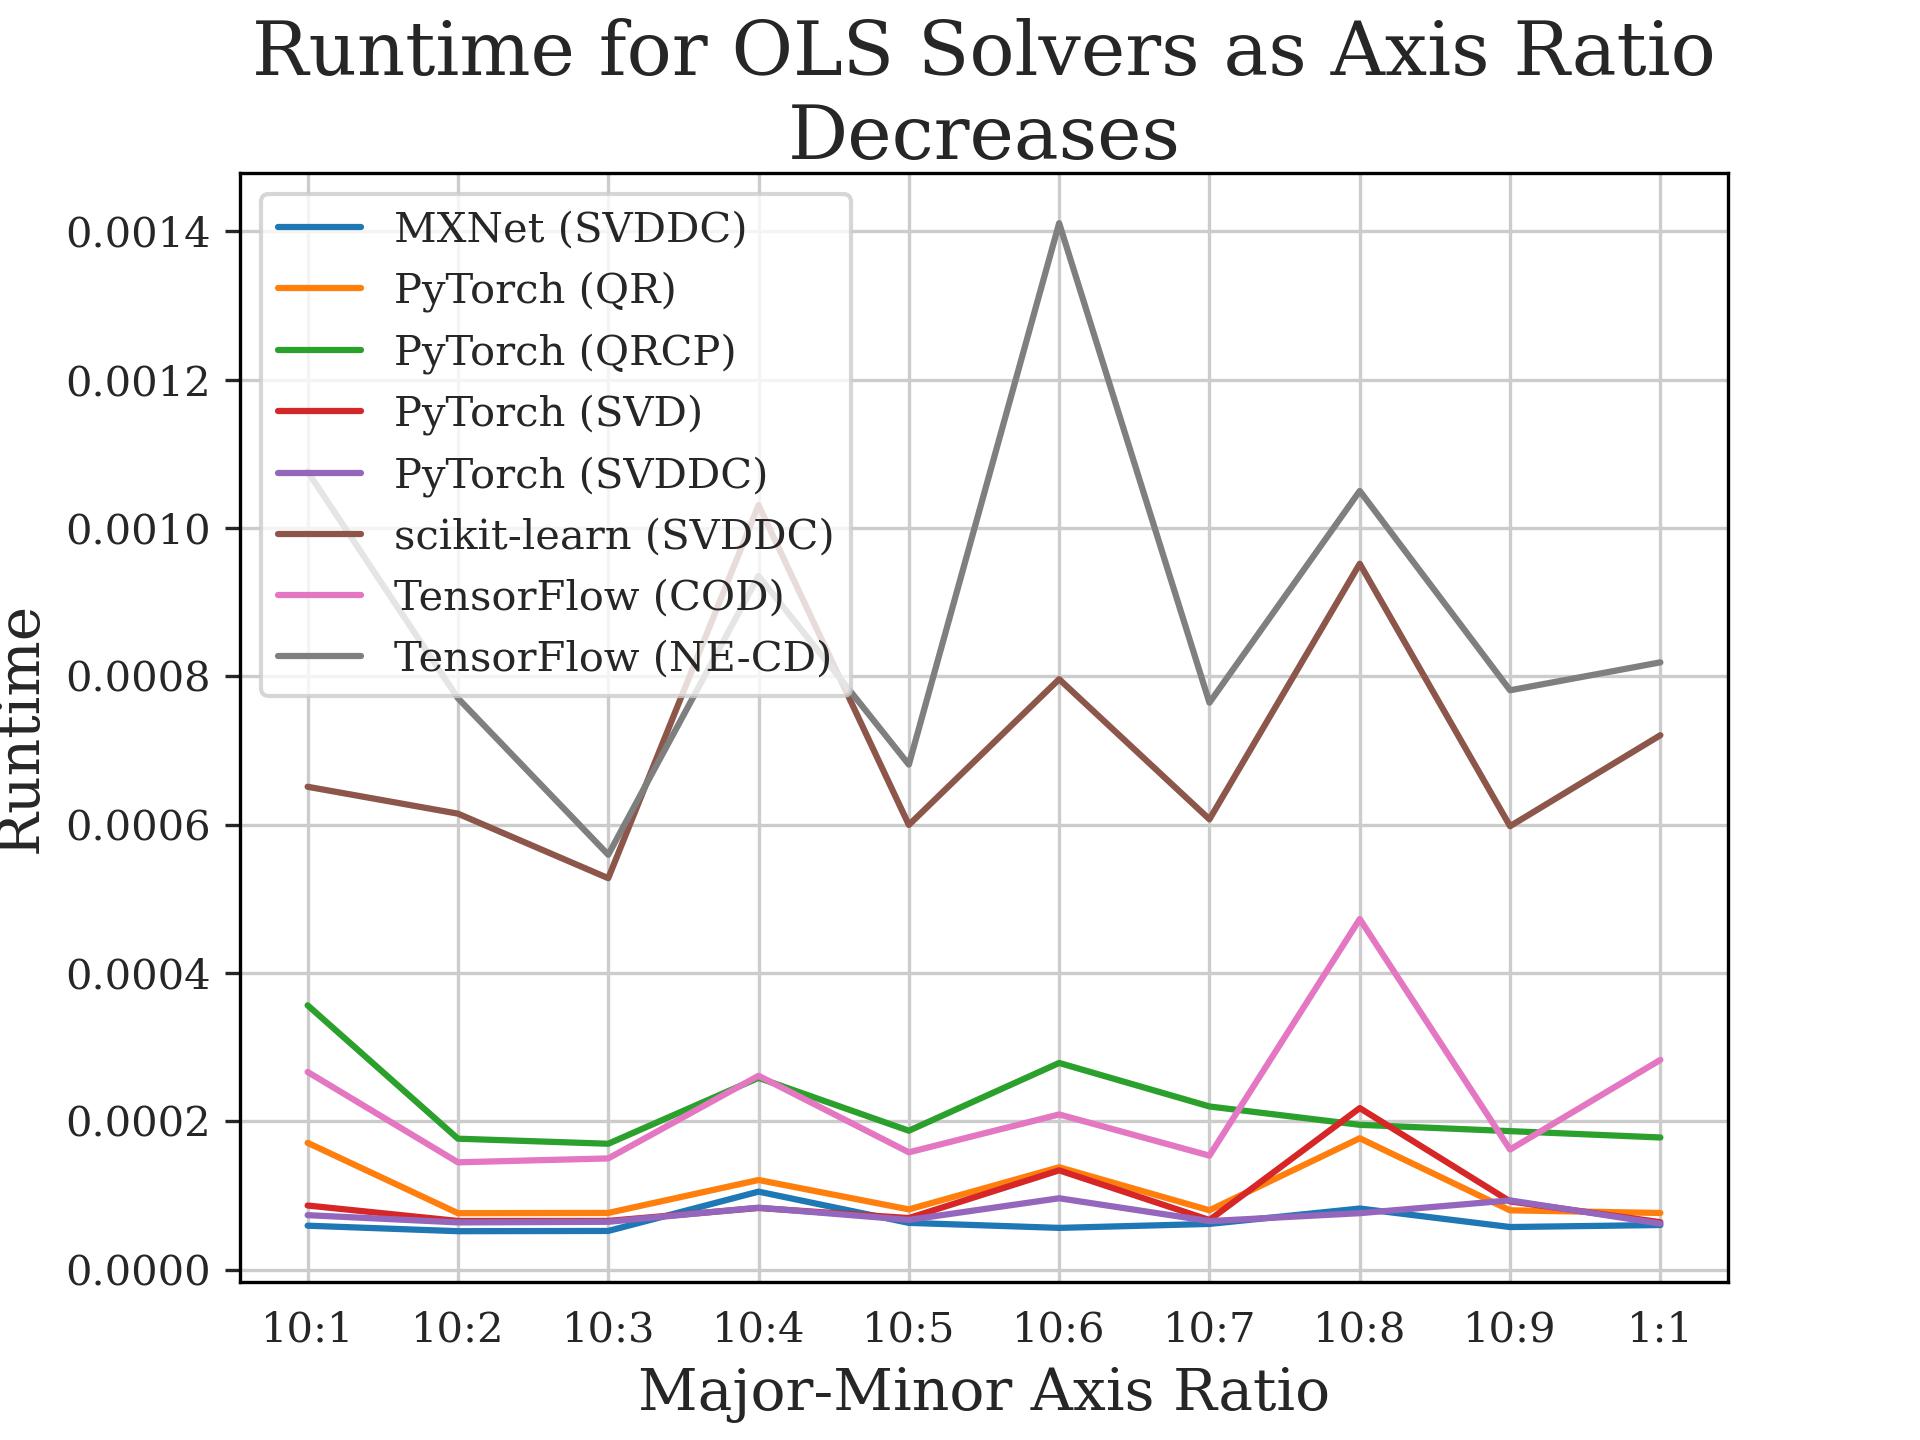 Runtime for OLS Solvers as Axis Ratio
Decreases
MXNet (SVDDC)
PyTorch (QR)
PyTorch (QRCP)
PyTorch (SVD)
PyTorch (SVDDC)
scikit-learn (SVDDC)
TensorFlow (COD)
TensorFlow (NE-CD)
0.0014
0.0012
0.0010
0.0008
0.0006
0.0004
0.0002
0.0000
Runtime
10:1 10:2 10:3 10:4 10:5 10:6 10:7 10:8 10:9 1:1
Major-Minor Axis Ratio